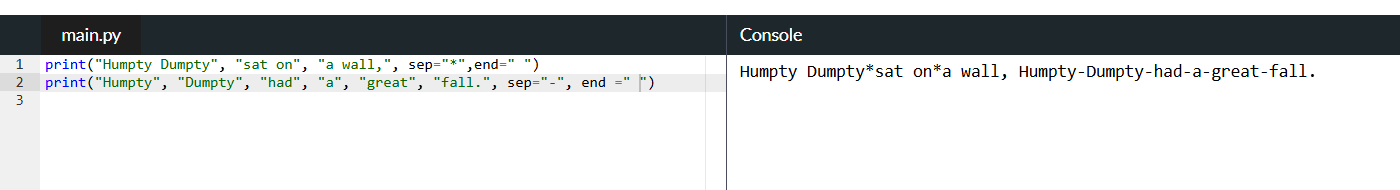 main.py
1 print("Humpty Dumpty", "sat on", "a wall,", sep="*",end=" ")
2 print("Humpty", "Dumpty", "had", "a", "great", "fall.", sep="-", end =" ")
3
Console
Humpty Dumpty*sat on*a wall, Humpty-Dumpty-had-a-great-fall.